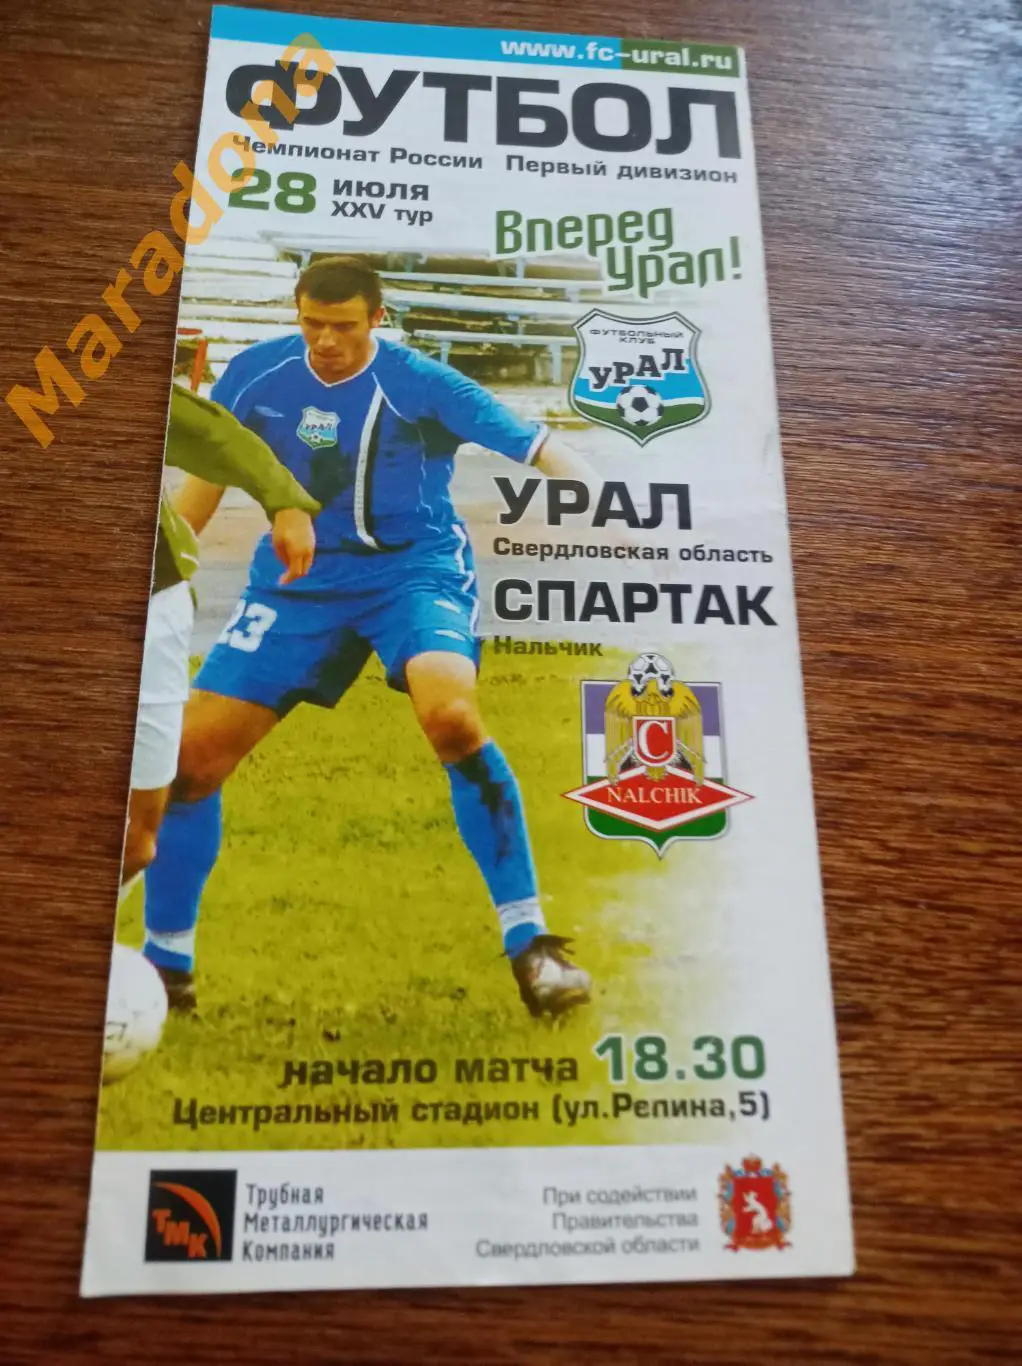 www.fc-ural.ru
ФУТБОЛ
Чемпионат России Первый дивизион
28 июля
XXV тур
Вперед
Урал!
ФУТБОЛЬНЫЙ
КЛУБ
УРАЛ
УРАЛ
23
УРАЛ
Свердловская область
СПАРТАК
Нальчик
С
NALCHIK
начало матча 18.30
Центральный стадион (ул.Репина,5)
ТМК
Трубная
Металлургическая
Компания
При содействии
Правительства
Свердловской области
Maradona